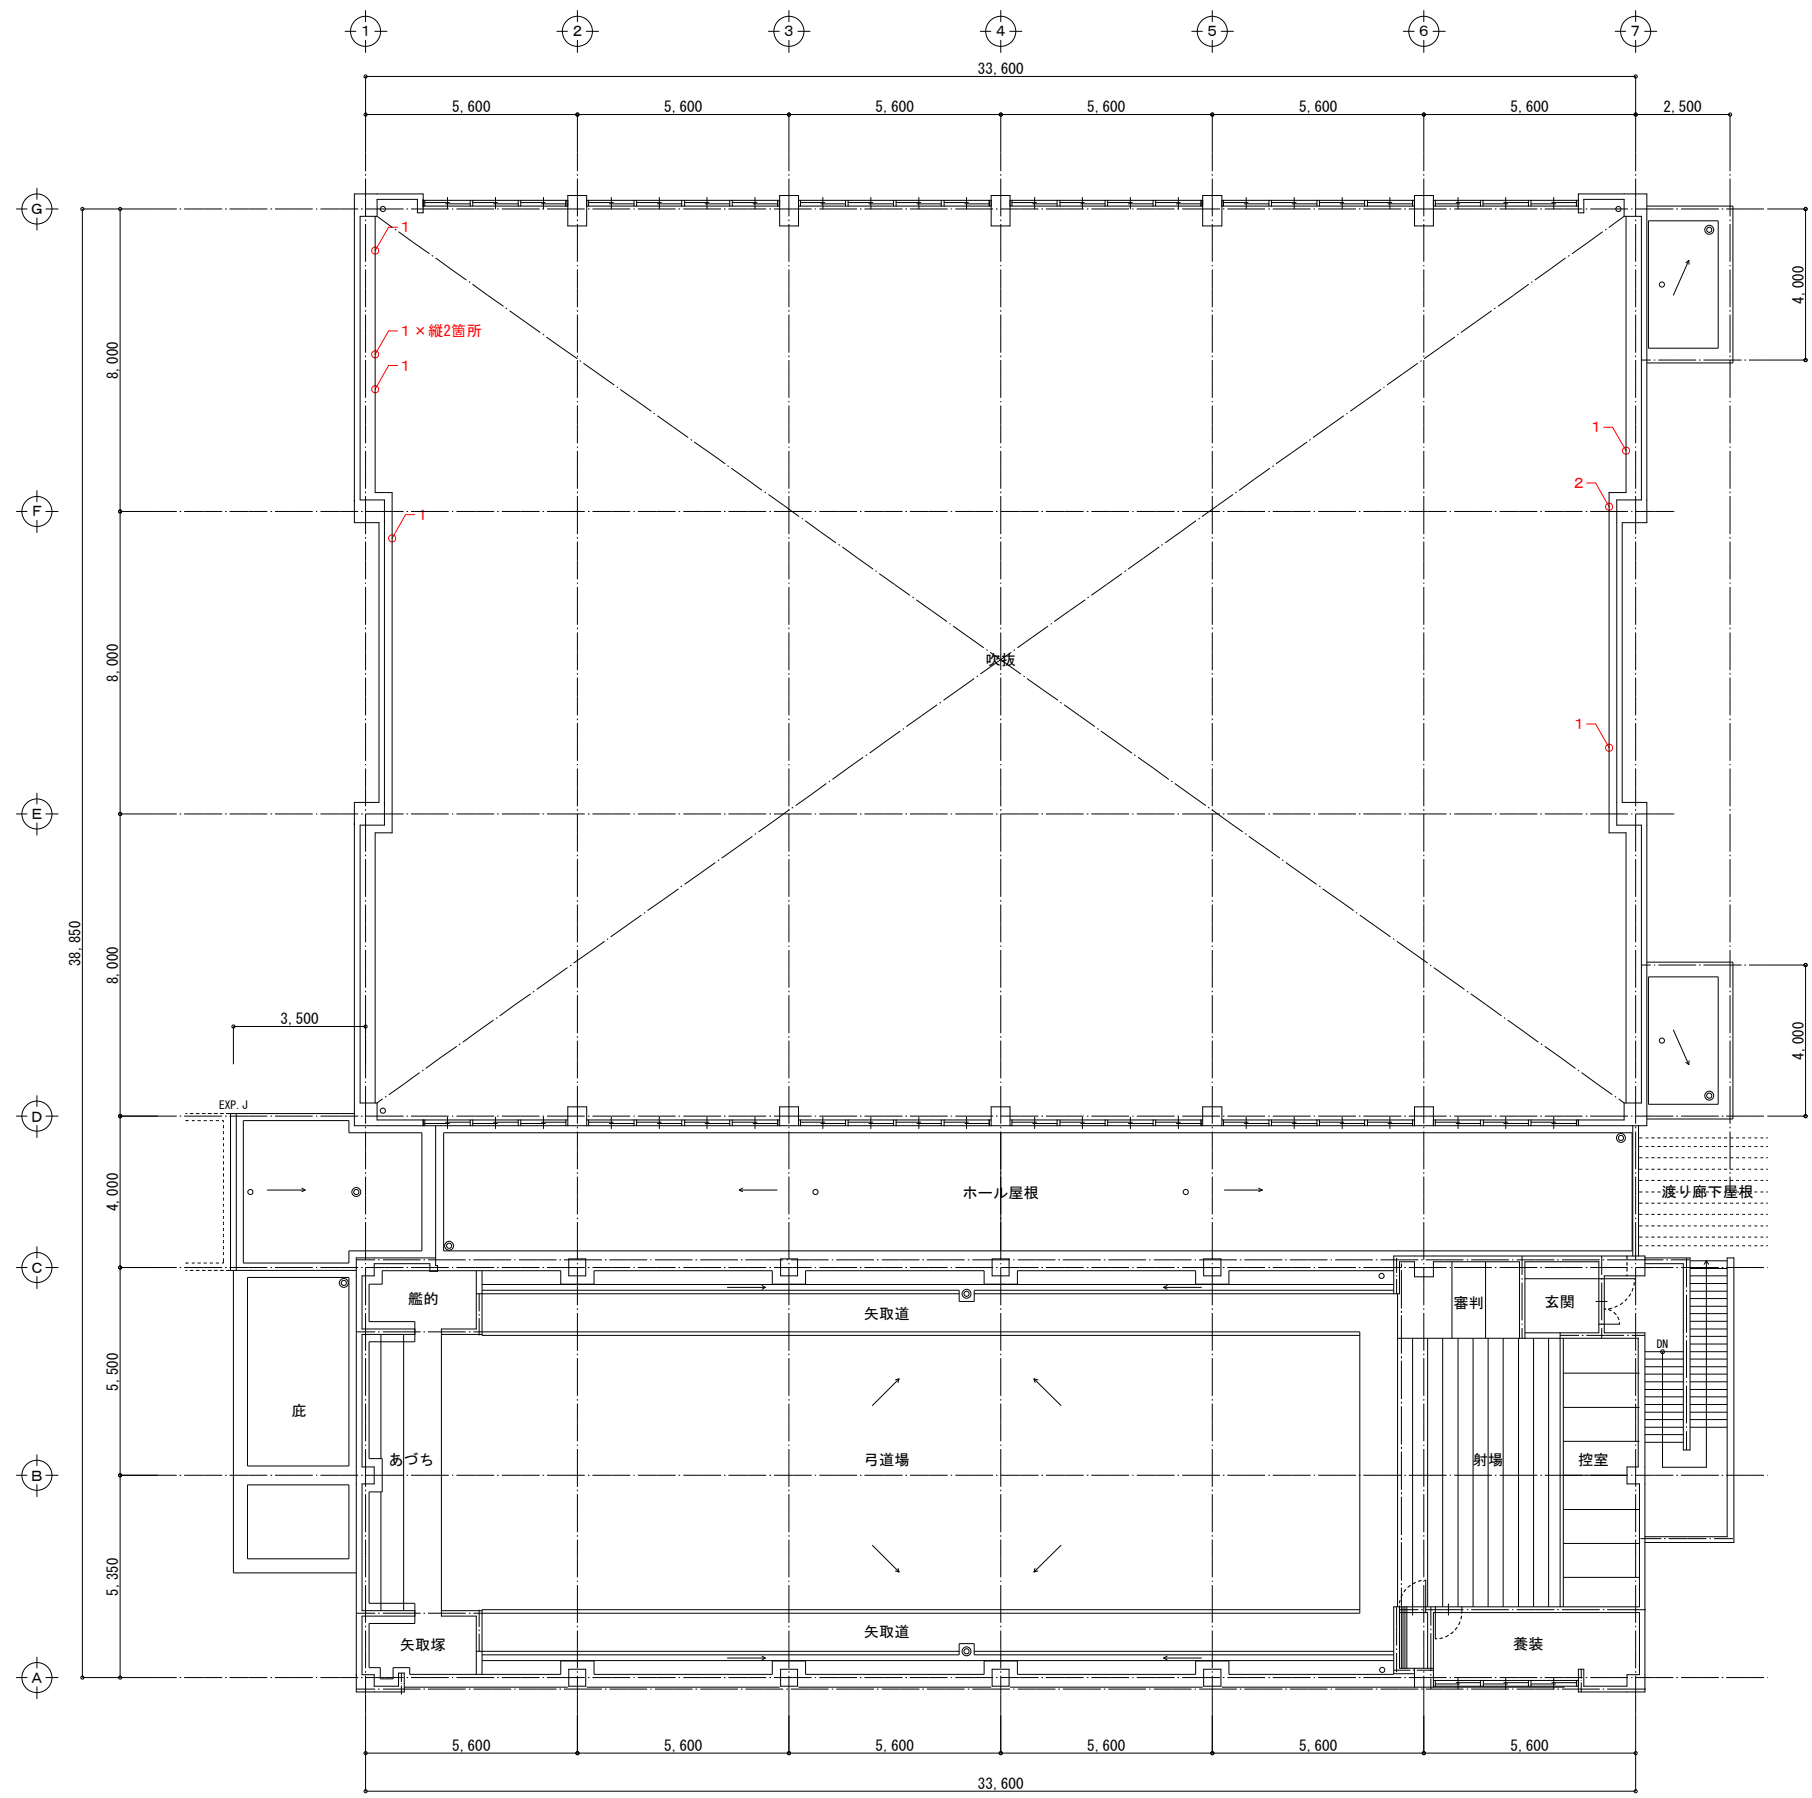 1 2 3 4 5 6 7
33,600
5,600 5,600 5,600 5,600 5,600 5,600 2,500
G
1
4,000
1×縦2箇所
8,000
1
1
2
F
1
8,000
吹抜
1
E
38,850
8,000
3,500
4,000
EXP.J
D
4,000
ホール屋根
渡り廊下屋根
C
艦的
審判
玄関
矢取道
DN
5,500
庇
あづち
弓道場
射場
控室
B
5,350
矢取道
矢取塚
養装
A
5,600 5,600 5,600 5,600 5,600 5,600
33,600